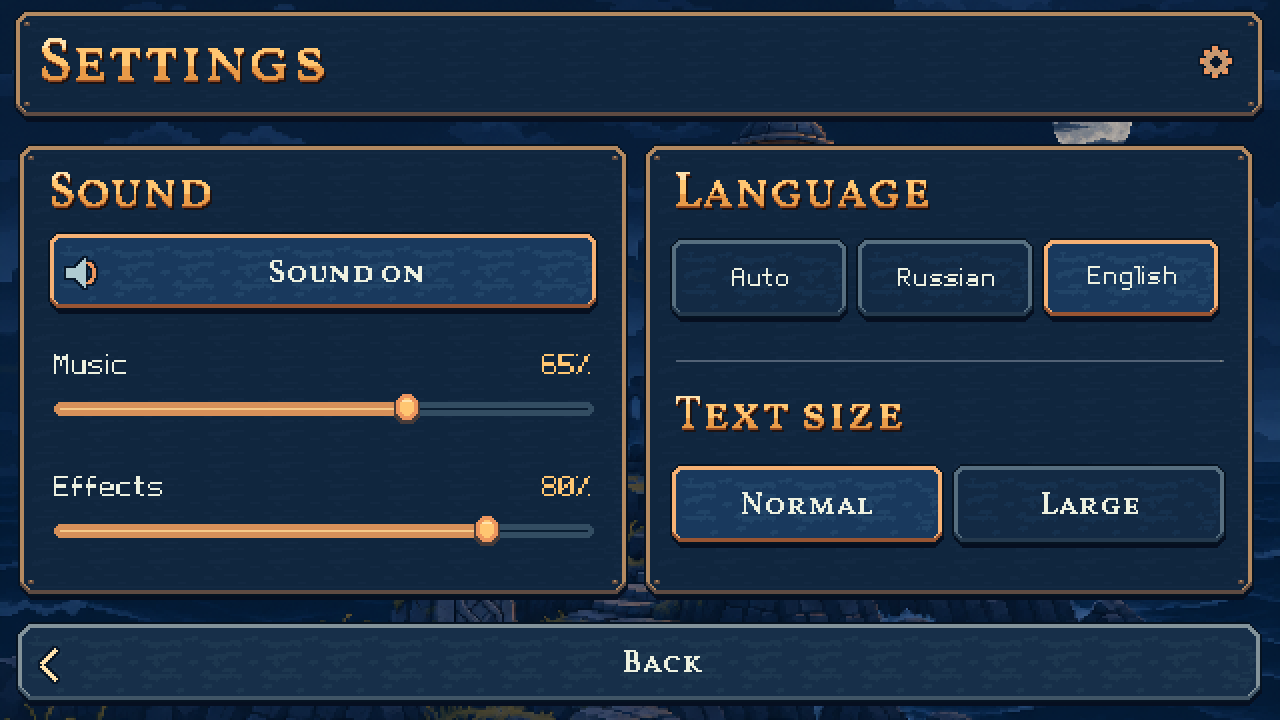 Settings
Sound
Sound on
Music
65%
Effects
80%
Language
Auto
Russian
English
Text size
Normal
Large
Back